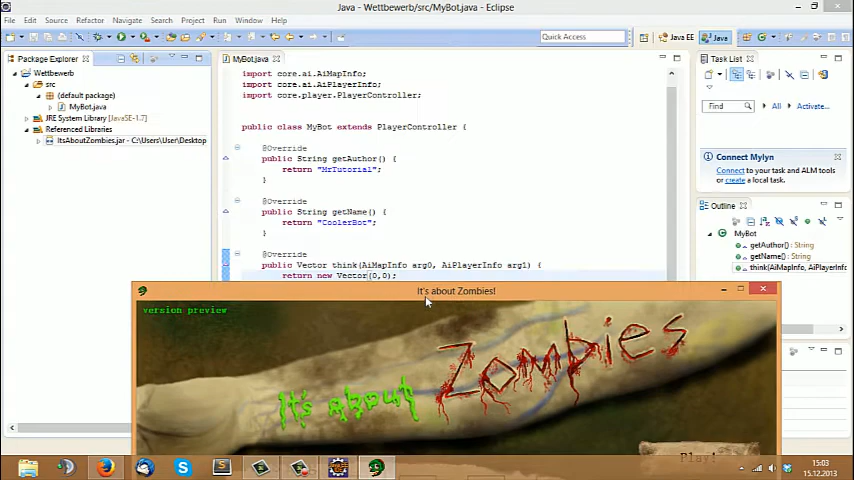 Java - Wettbewerb/src/MyBot.java - Eclipse
File Edit Source Refactor Navigate Search Project Run Window Help
Quick Access
Java EE
Java
Package Explorer
MyBot.java
Task List
Wettbewerb
src
(default package)
MyBot.java
JRE System Library [JavaSE-1.7]
Referenced Libraries
ItsAboutZombies.jar - C:\Users\User\Desktop
import core.ai.AiMapInfo;
import core.ai.AiPlayerInfo;
import core.player.PlayerController;
public class MyBot extends PlayerController {
@Override
public String getAuthor() {
return "MrTutorial";
}
@Override
public String getName() {
return "CoolerBot";
}
@Override
public Vector think(AiMapInfo arg0, AiPlayerInfo arg1) {
return new Vector(0,0);
Find
All
Activate...
Connect Mylyn
Connect to your task and ALM tools
or create a local task.
Outline
MyBot
getAuthor() : String
getName() : String
think(AiMapInfo, AiPlayerInfo
It's about Zombies!
version preview
It's about Zombies
Play!
15:03
15.12.2013